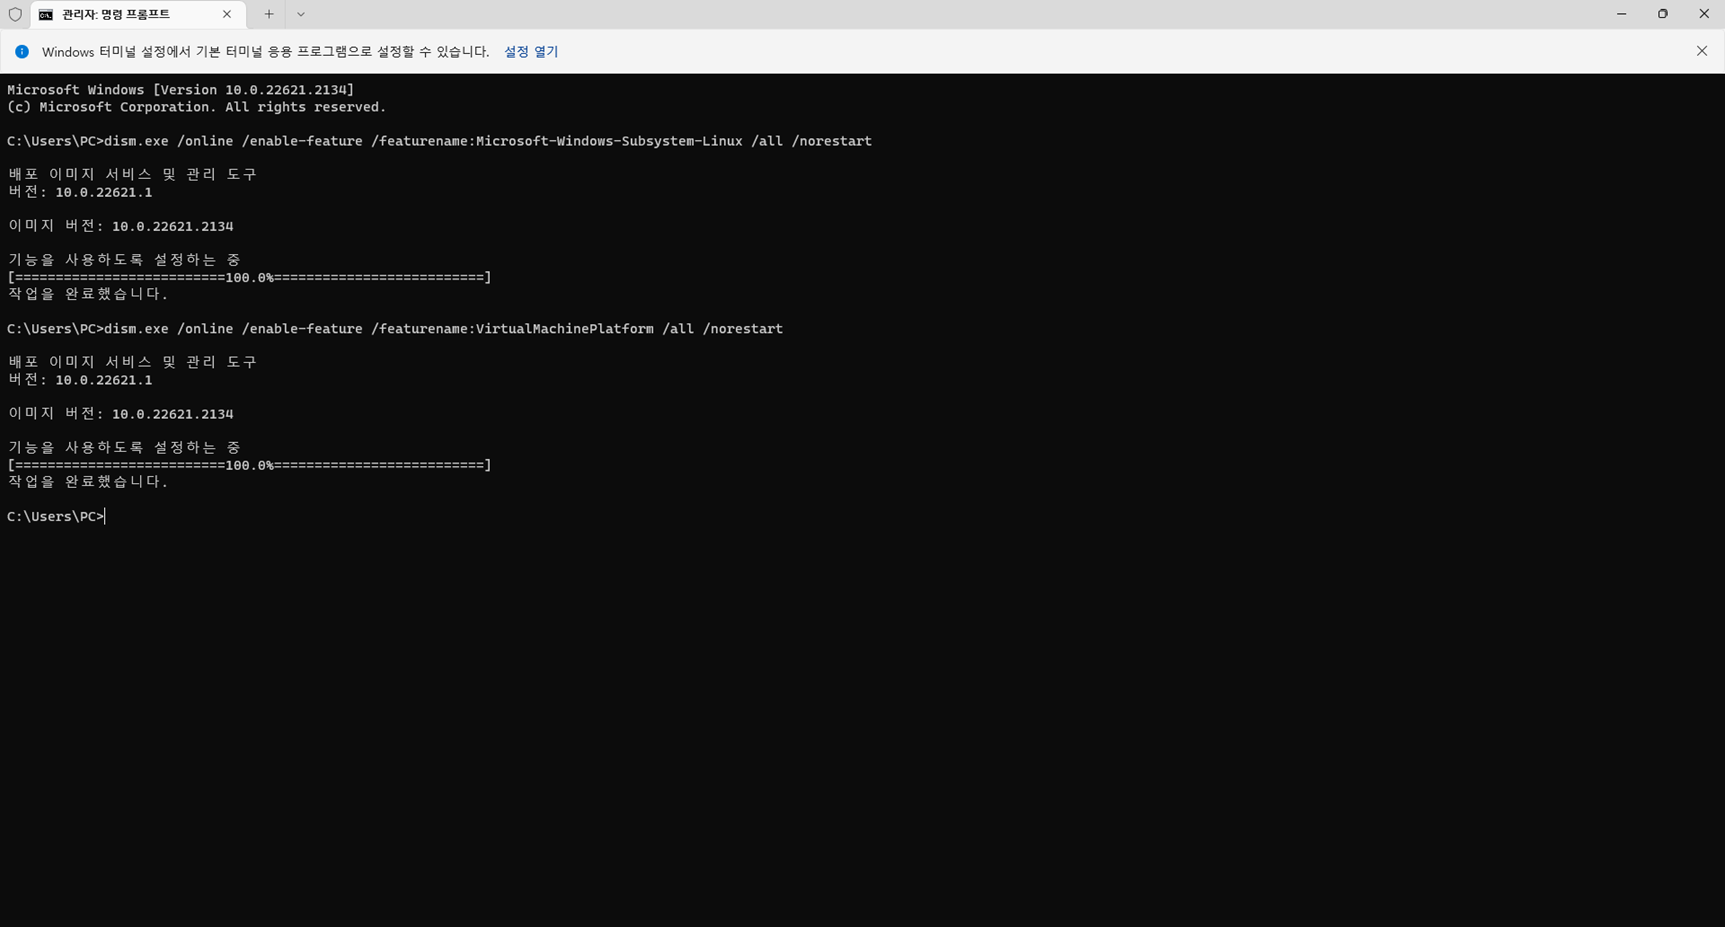 관리자: 명령 프롬프트
Windows 터미널 설정에서 기본 터미널 응용 프로그램으로 설정할 수 있습니다. 설정 열기
Microsoft Windows [Version 10.0.22621.2134]
(c) Microsoft Corporation. All rights reserved.
C:\Users\PC>dism.exe /online /enable-feature /featurename:Microsoft-Windows-Subsystem-Linux /all /norestart
배포 이미지 서비스 및 관리 도구
버전: 10.0.22621.1
이미지 버전: 10.0.22621.2134
기능을 사용하도록 설정하는 중
[==========================100.0%==========================]
작업을 완료했습니다.
C:\Users\PC>dism.exe /online /enable-feature /featurename:VirtualMachinePlatform /all /norestart
배포 이미지 서비스 및 관리 도구
버전: 10.0.22621.1
이미지 버전: 10.0.22621.2134
기능을 사용하도록 설정하는 중
[==========================100.0%==========================]
작업을 완료했습니다.
C:\Users\PC>